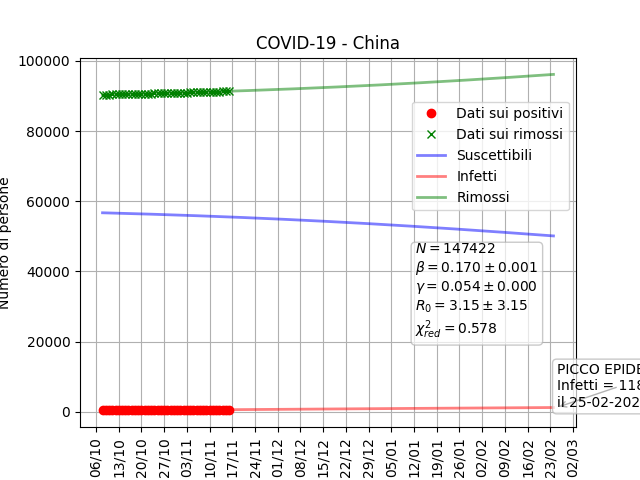 COVID-19 - China
Numero di persone
100000
80000
60000
40000
20000
0
Dati sui positivi
Dati sui rimossi
Suscettibili
Infetti
Rimossi
N = 147422
β = 0.170 ± 0.001
γ = 0.054 ± 0.000
R₀ = 3.15 ± 3.15
χ²red = 0.578
PICCO EPIDE
Infetti = 118
il 25-02-202
06/10 13/10 20/10 27/10 03/11 10/11 17/11 24/11 01/12 08/12 15/12 22/12 29/12 05/01 12/01 19/01 26/01 02/02 09/02 16/02 23/02 02/03